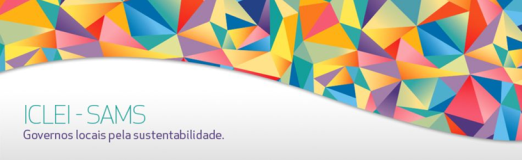 ICLEI - SAMS
Governos locais pela sustentabilidade.